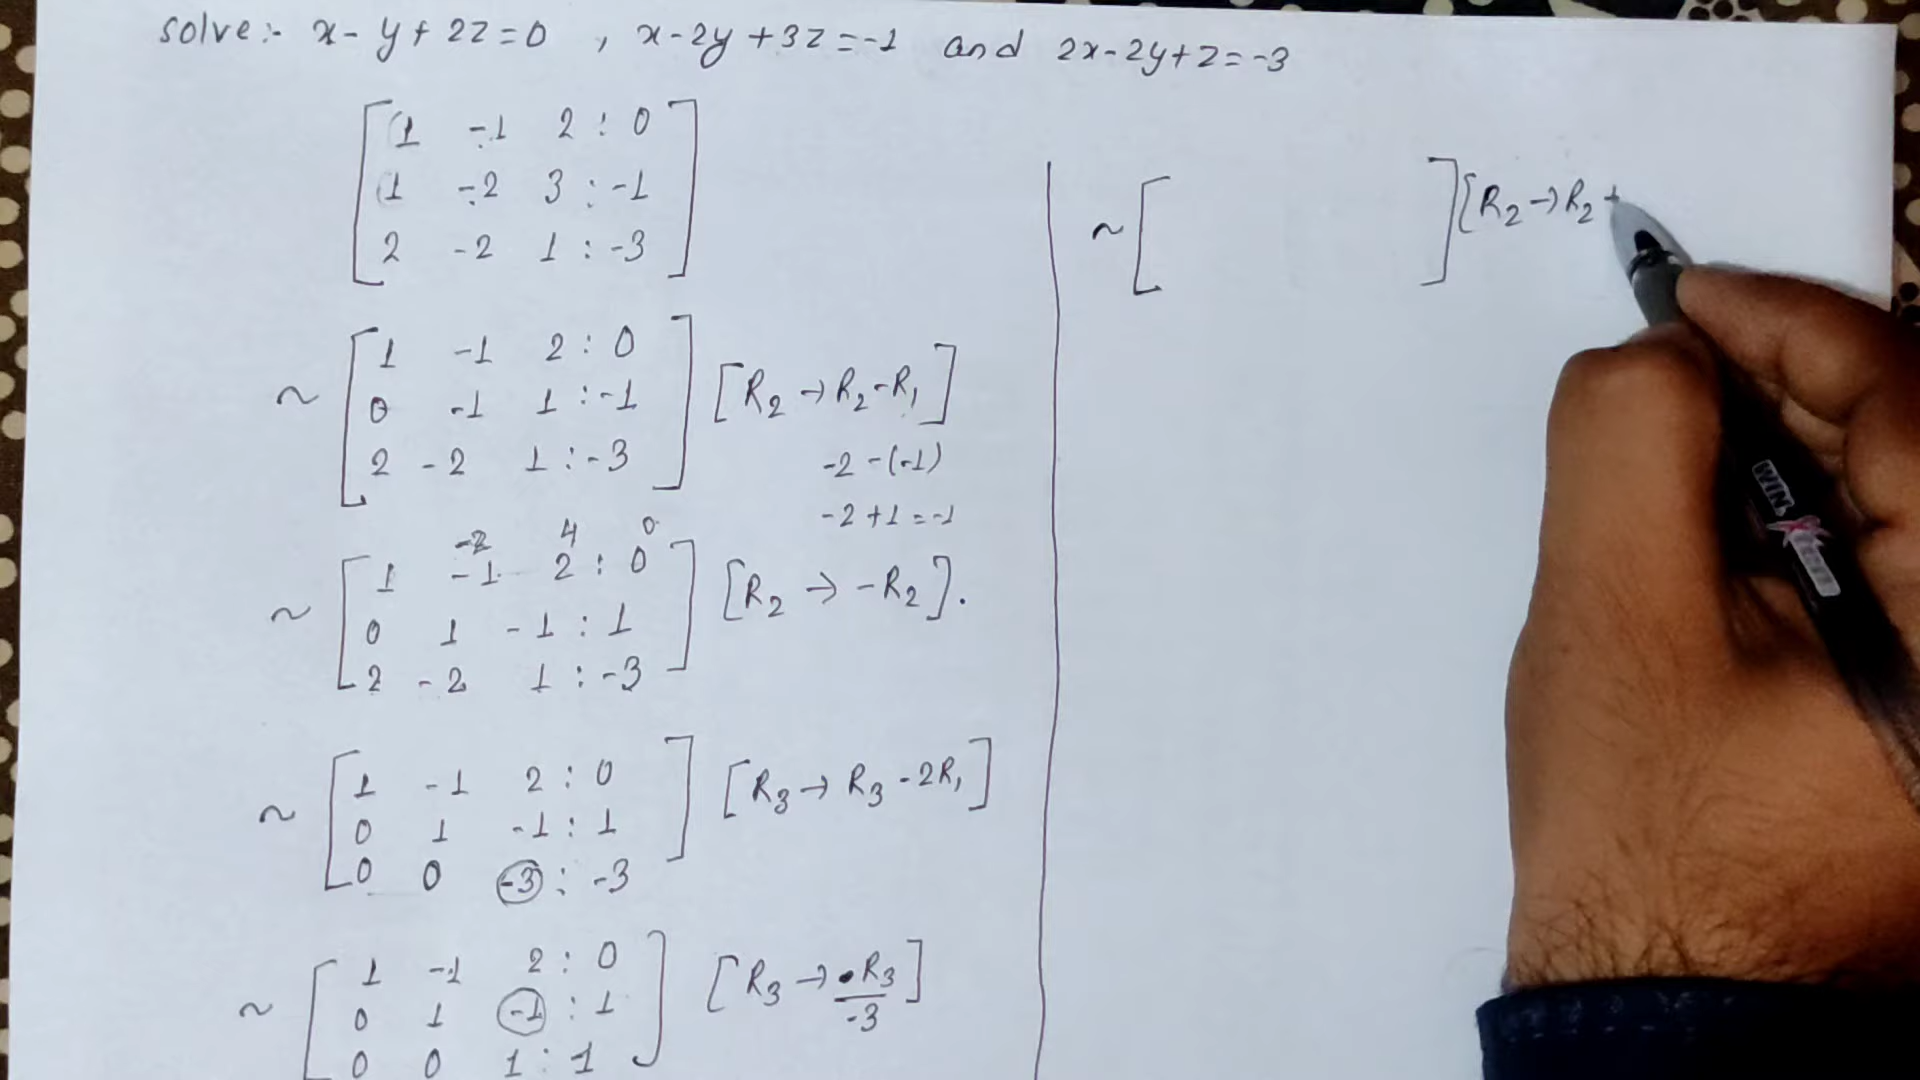 solve:- x-y+2z=0 , x-2y+3z=-1 and 2x-2y+z=-3
1 -1 2 : 0
1 -2 3 : -1
2 -2 1 : -3
~ 1 -1 2 : 0
0 -1 1 : -1 [R2→R2-R1]
2 -2 1 : -3
-2-(-1)
-2+1=-1
-2 4 0
~ 1 -1 2 : 0
0 1 -1 : 1 [R2→-R2].
2 -2 1 : -3
~ 1 -1 2 : 0
0 1 -1 : 1 [R3→R3-2R1]
0 0 -3 : -3
~ 1 -1 2 : 0
0 1 -1 : 1 [R3→R3/-3]
0 0 1 : 1
~[ ] [R2→R2+
WIN